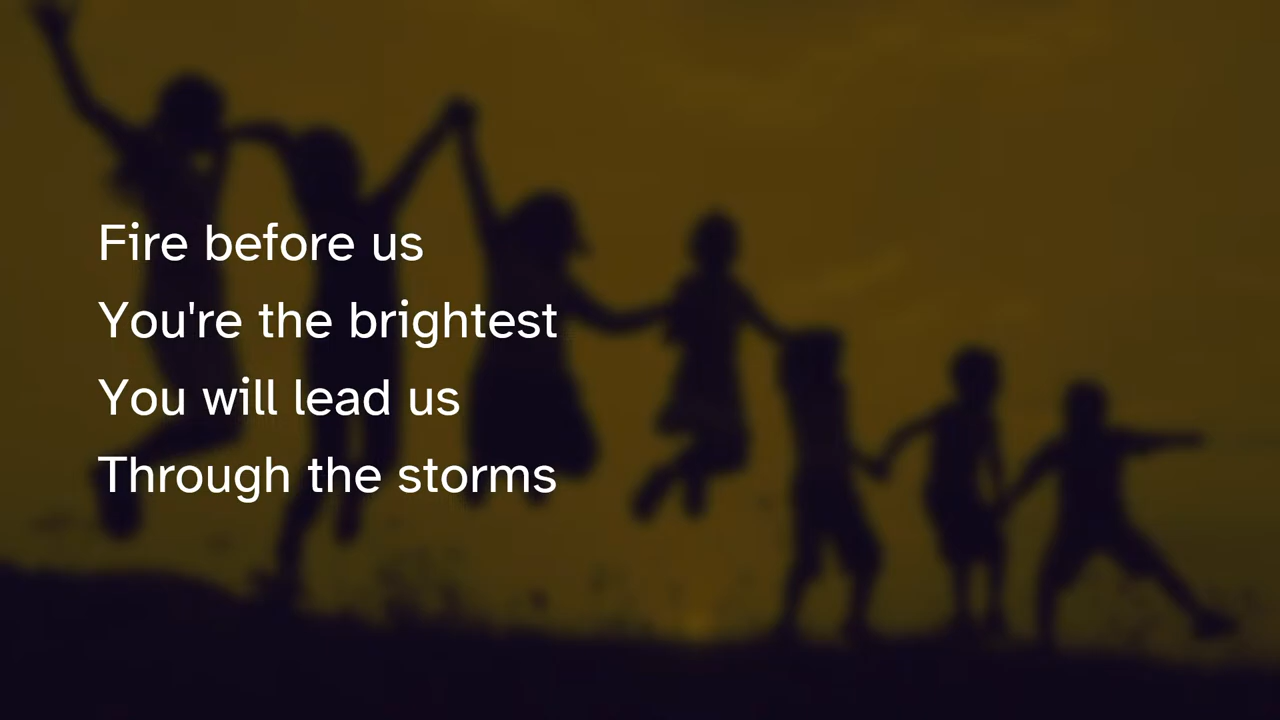 Fire before us
You're the brightest
You will lead us
Through the storms